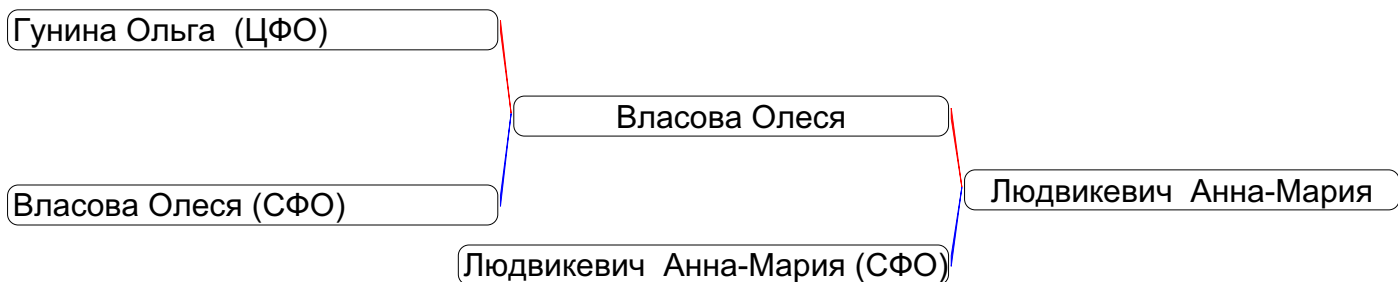 Гунина Ольга  (ЦФО)
Власова Олеся
Людвикевич  Анна-Мария
Власова Олеся (СФО)
Людвикевич  Анна-Мария (СФО)